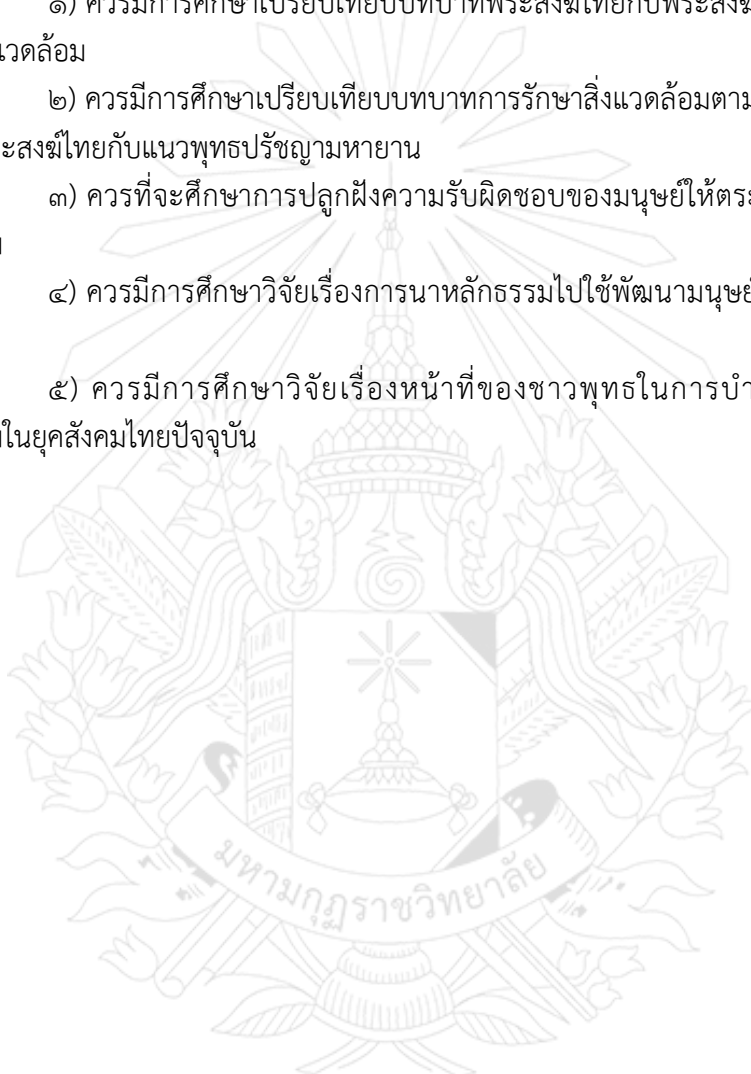 ๑) ควรมีการศึกษาเปรียบเทียบบทบาทพระสงฆ์ไทยกับพระสงฆ์
แวดล้อม
๒) ควรมีการศึกษาเปรียบเทียบบทบาทการรักษาสิ่งแวดล้อมตาม
ะสงฆ์ไทยกับแนวพุทธปรัชญามหายาน
๓) ควรที่จะศึกษาการปลูกฝังความรับผิดชอบของมนุษย์ให้ตระ
๔) ควรมีการศึกษาวิจัยเรื่องการนาหลักธรรมไปใช้พัฒนามนุษย์
๕) ควรมีการศึกษาวิจัยเรื่องหน้าที่ของชาวพุทธในการบำ
ในยุคสังคมไทยปัจจุบัน
มหามกุฏราชวิทยาลัย